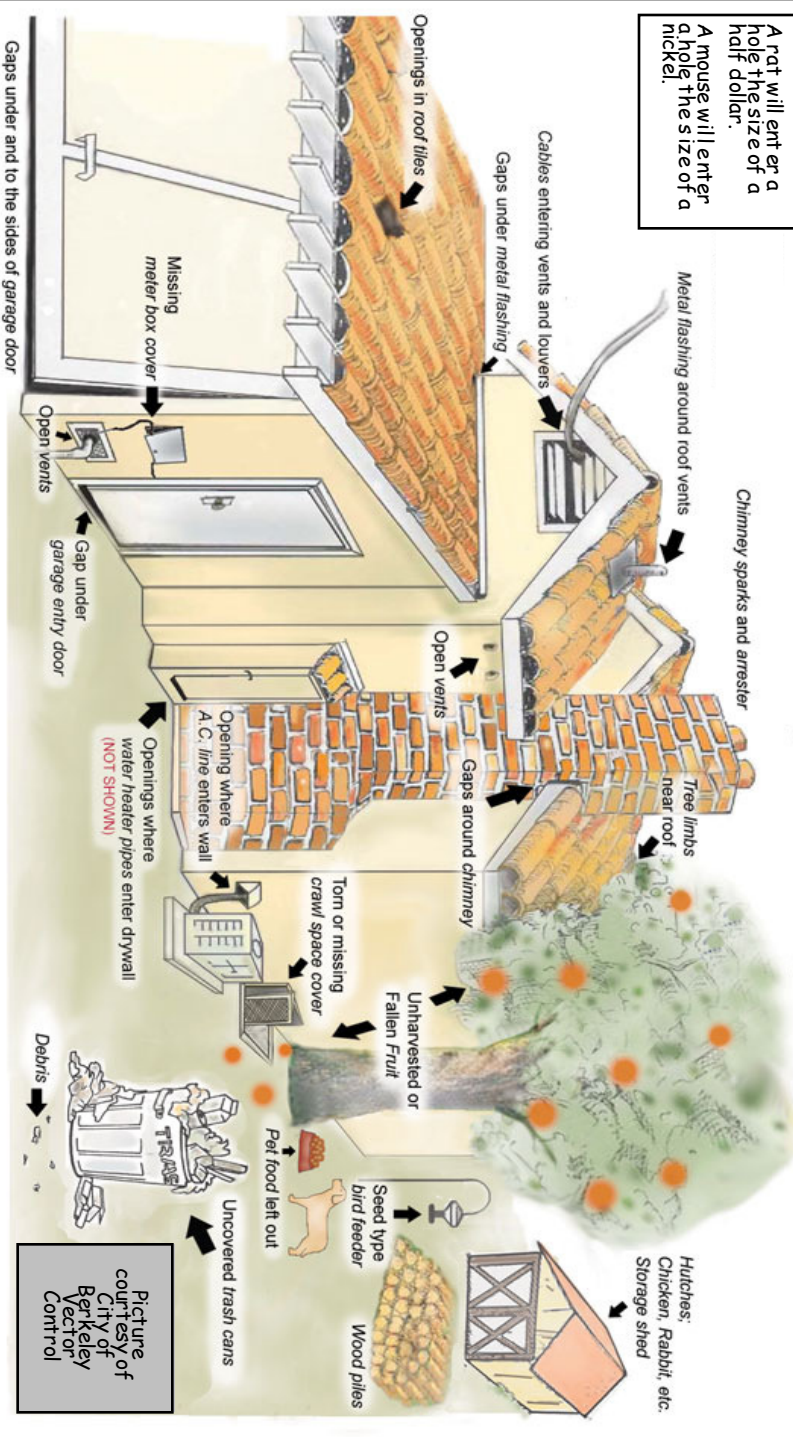 A rat will enter a
hole the size of a
half dollar.
A mouse will enter
a hole the size of a
nickel.
Metal flashing around roof vents
Chimney sparks and arrester
Cables entering vents and louvers
Gaps under metal flashing
Openings in roof tiles
Tree limbs
near roof
Hutches;
Chicken, Rabbit, etc.
Storage shed
Open vents
Gaps around chimney
Unharvested or
Fallen Fruit
Seed type
bird feeder
Wood piles
Missing
meter box cover
Opening where
A.C. line enters wall
Torn or missing
crawl space cover
Pet food left out
Gaps under and to the sides of garage door
Open vents
Gap under
garage entry door
Openings where
water heater pipes enter drywall
(NOT SHOWN)
TRASH
Debris
Uncovered trash cans
Picture
courtesy of
City of
Berkeley
Vector
Control